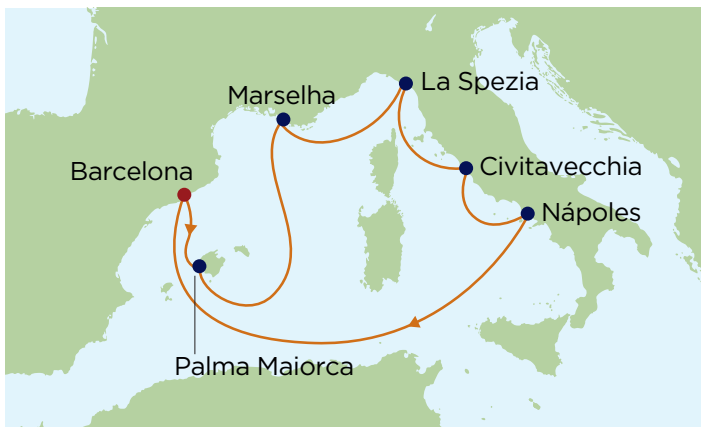 La Spezia
Marselha
Barcelona
Civitavecchia
Nápoles
Palma Maiorca